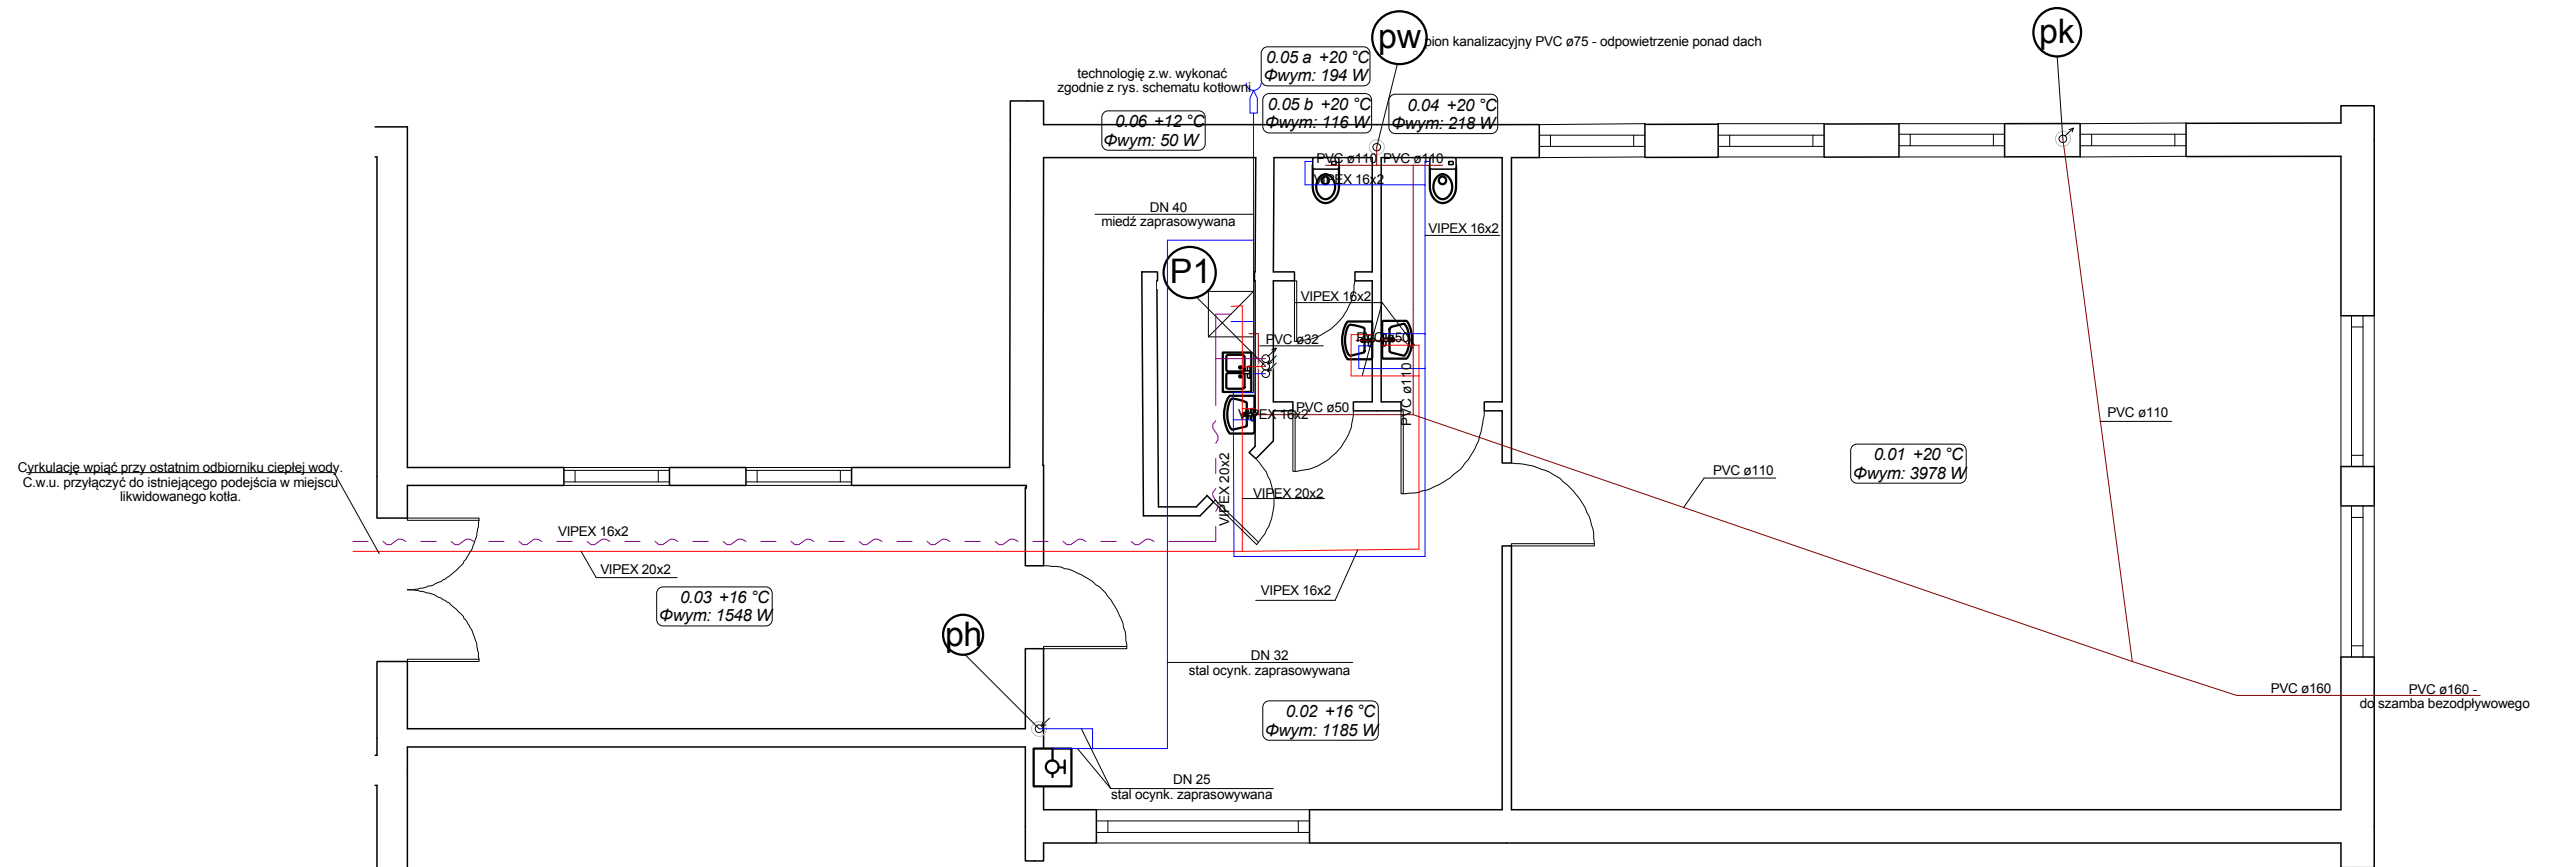 pw
pion kanalizacyjny PVC ø75 - odpowietrzenie ponad dach
pk
0.05 a +20 °C
Φwym: 194 W
technologię z.w. wykonać
zgodnie z rys. schematu kotłowni
0.05 b +20 °C
Φwym: 116 W
0.04 +20 °C
Φwym: 218 W
0.06 +12 °C
Φwym: 50 W
PVC ø110
PVC ø110
VIPEX 16x2
DN 40
miedź zaprasowywana
VIPEX 16x2
P1
VIPEX 16x2
PVC ø32
PVC ø50
PVC ø110
PVC ø50
VIPEX 16x2
PVC ø110
0.01 +20 °C
Φwym: 3978 W
PVC ø110
Cyrkulację wpiąć przy ostatnim odbiorniku ciepłej wody.
C.w.u. przyłączyć do istniejącego podejścia w miejscu
likwidowanego kotła.
VIPEX 20x2
VIPEX 20x2
VIPEX 16x2
VIPEX 20x2
VIPEX 16x2
0.03 +16 °C
Φwym: 1548 W
ph
DN 32
stal ocynk. zaprasowywana
PVC ø160
PVC ø160 -
do szamba bezodpływowego
0.02 +16 °C
Φwym: 1185 W
DN 25
stal ocynk. zaprasowywana